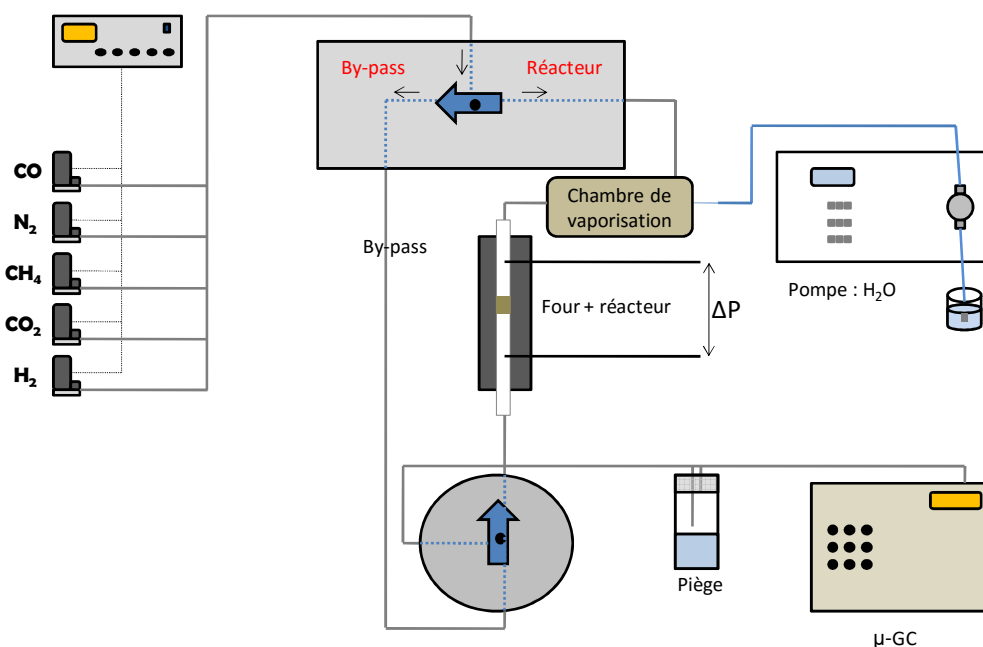 By-pass
Réacteur
CO
N₂
CH₄
CO₂
H₂
Chambre de
vaporisation
By-pass
Four + réacteur
ΔP
Pompe : H₂O
Piège
μ-GC